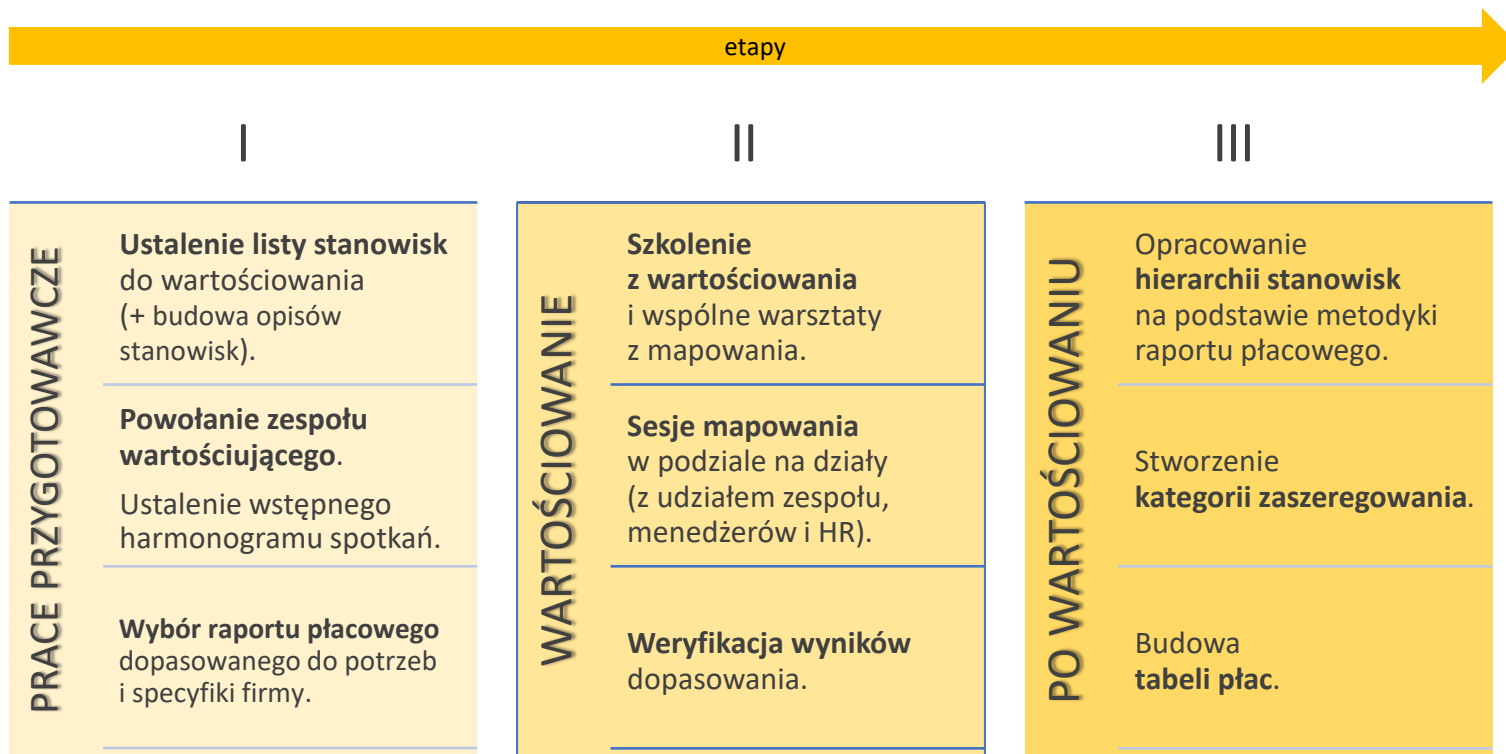 etapy
I
II
III
PRACE PRZYGOTOWAWCZE
Ustalenie listy stanowisk
do wartościowania
(+ budowa opisów
stanowisk).
Powołanie zespołu
wartościującego.
Ustalenie wstępnego
harmonogramu spotkań.
Wybór raportu płacowego
dopasowanego do potrzeb
i specyfiki firmy.
WARTOŚCIOWANIE
Szkolenie
z wartościowania
i wspólne warsztaty
z mapowania.
Sesje mapowania
w podziale na działy
(z udziałem zespołu,
menedżerów i HR).
Weryfikacja wyników
dopasowania.
PO WARTOŚCIOWANIU
Opracowanie
hierarchii stanowisk
na podstawie metodyki
raportu płacowego.
Stworzenie
kategorii zaszeregowania.
Budowa
tabeli płac.